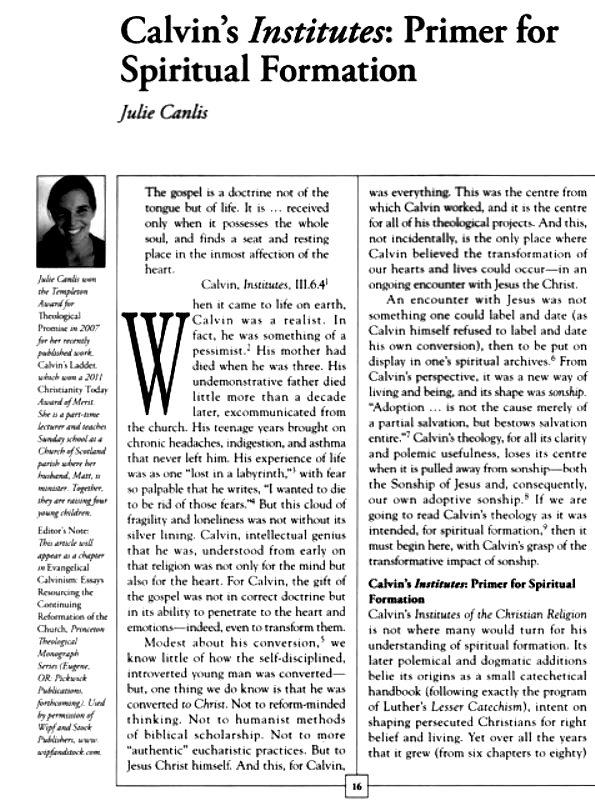 Calvin's Institutes: Primer for
Spiritual Formation
Julie Canlis
Julie Canlis won
the Templeton
Award for
Theological
Promise in 2007
for her recently
published work,
Calvin's Ladder,
which won a 2011
Christianity Today
Award of Merit.
She is a part-time
lecturer and teaches
Sunday school at a
Church of Scotland
parish where her
husband, Matt, is
minister. Together,
they are raising four
young children.
Editor's Note:
This article will
appear as a chapter
in Evangelical
Calvinism: Essays
Resourcing the
Continuing
Reformation of the
Church, Princeton
Theological
Monograph
Series (Eugene,
OR: Pickwick
Publications,
forthcoming). Used
by permission of
Wipf and Stock
Publishers, www.
wipfandstock.com.
The gospel is a doctrine not of the
tongue but of life. It is … received
only when it possesses the whole
soul, and finds a seat and resting
place in the inmost affection of the
heart.
Calvin, Institutes, III.6.4¹
When it came to life on earth,
Calvin was a realist. In
fact, he was something of a
pessimist.² His mother had
died when he was three. His
undemonstrative father died
little more than a decade
later, excommunicated from
the church. His teenage years brought on
chronic headaches, indigestion, and asthma
that never left him. His experience of life
was as one "lost in a labyrinth,"³ with fear
so palpable that he writes, "I wanted to die
to be rid of those fears."⁴ But this cloud of
fragility and loneliness was not without its
silver lining. Calvin, intellectual genius
that he was, understood from early on
that religion was not only for the mind but
also for the heart. For Calvin, the gift of
the gospel was not in correct doctrine but
in its ability to penetrate to the heart and
emotions—indeed, even to transform them.
Modest about his conversion,⁵ we
know little of how the self-disciplined,
introverted young man was converted—
but, one thing we do know is that he was
converted to Christ. Not to reform-minded
thinking. Not to humanist methods
of biblical scholarship. Not to more
"authentic" eucharistic practices. But to
Jesus Christ himself. And this, for Calvin,
was everything. This was the centre from
which Calvin worked, and it is the centre
for all of his theological projects. And this,
not incidentally, is the only place where
Calvin believed the transformation of
our hearts and lives could occur—in an
ongoing encounter with Jesus the Christ.
An encounter with Jesus was not
something one could label and date (as
Calvin himself refused to label and date
his own conversion), then to be put on
display in one's spiritual archives.⁶ From
Calvin's perspective, it was a new way of
living and being, and its shape was sonship.
"Adoption … is not the cause merely of
a partial salvation, but bestows salvation
entire."⁷ Calvin's theology, for all its clarity
and polemic usefulness, loses its centre
when it is pulled away from sonship—both
the Sonship of Jesus and, consequently,
our own adoptive sonship.⁸ If we are
going to read Calvin's theology as it was
intended, for spiritual formation,⁹ then it
must begin here, with Calvin's grasp of the
transformative impact of sonship.
Calvin's Institutes: Primer for Spiritual
Formation
Calvin's Institutes of the Christian Religion
is not where many would turn for his
understanding of spiritual formation. Its
later polemical and dogmatic additions
belie its origins as a small catechetical
handbook (following exactly the program
of Luther's Lesser Catechism), intent on
shaping persecuted Christians for right
belief and living. Yet over all the years
that it grew (from six chapters to eighty)
16